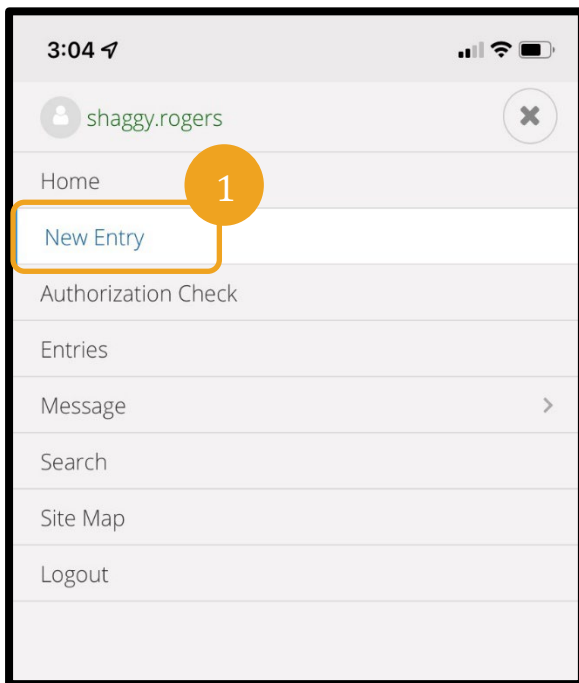 3:04
shaggy.rogers
Home
1
New Entry
Authorization Check
Entries
Message
Search
Site Map
Logout